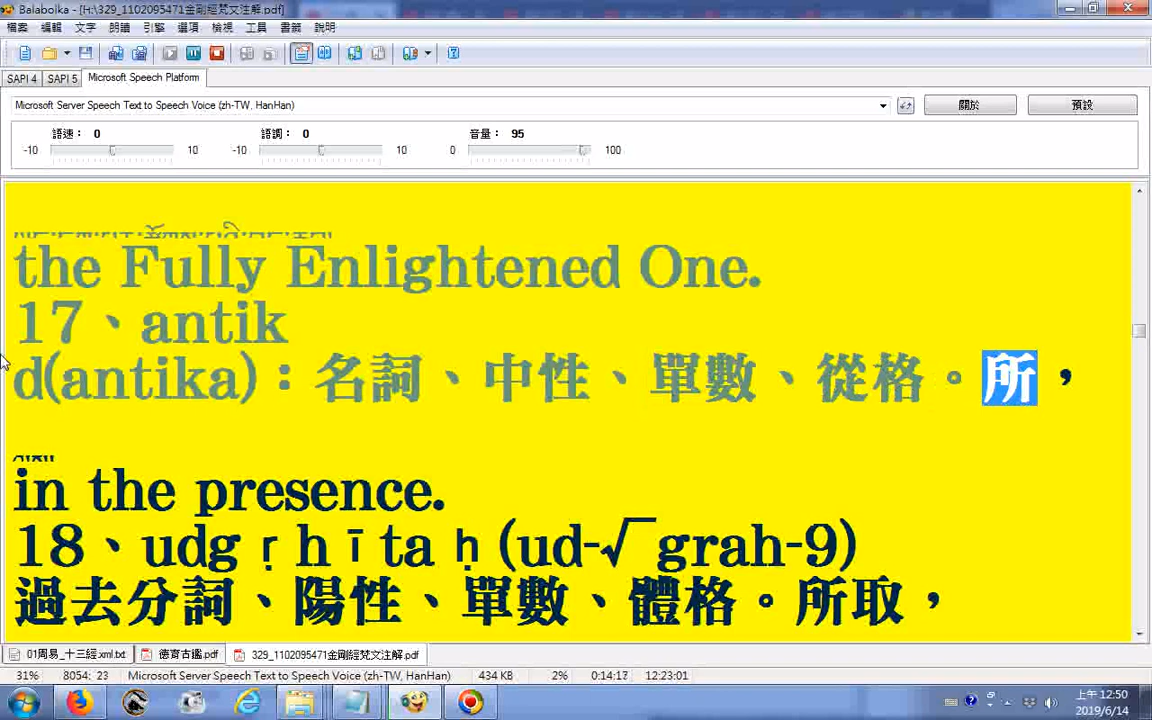 Balabolka - [H:\329_1102095471金剛經梵文注解.pdf]
檔案 編輯 文字 朗讀 引擎 選項 檢視 工具 書籤 說明
SAPI 4 SAPI 5 Microsoft Speech Platform
Microsoft Server Speech Text to Speech Voice (zh-TW, HanHan) 關於 預設
語速： 0 語調： 0 音量： 95
-10 10 -10 10 0 100
the Fully Enlightened One.
17、antik
d(antika)：名詞、中性、單數、從格。所，
in the presence.
18、udg ṛ h ī ta ḥ (ud-√ grah-9)
過去分詞、陽性、單數、體格。所取，
01周易_十三經.xml.txt 德育古鑑.pdf 329_1102095471金剛經梵文注解.pdf
31% 8054: 23 Microsoft Server Speech Text to Speech Voice (zh-TW, HanHan) 434 KB 2% 0:14:17 12:23:01
上午 12:50
2019/6/14